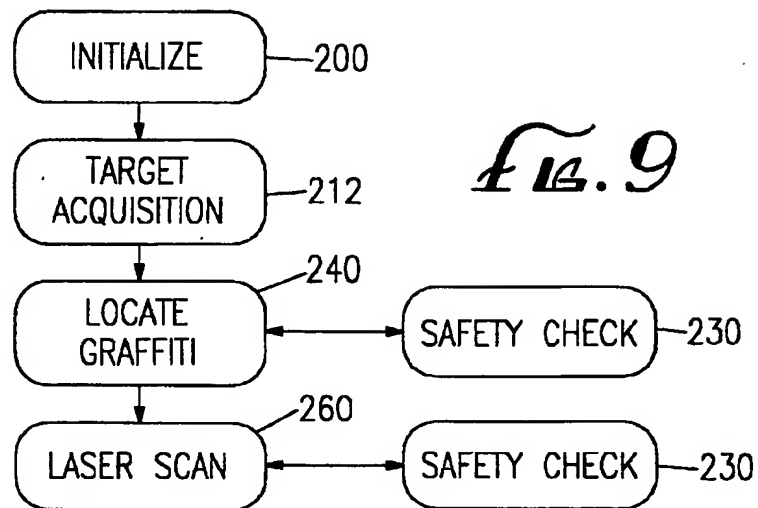 INITIALIZE
200
TARGET
ACQUISITION
212
FIG. 9
240
LOCATE
GRAFFITI
SAFETY CHECK
230
260
LASER SCAN
SAFETY CHECK
230